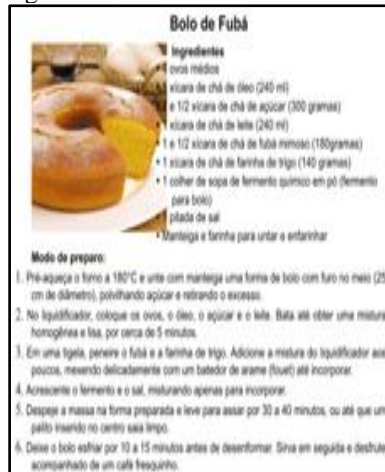 Bolo de Fubá
Ingredientes
ovos médios
xícara de chá de óleo (240 ml)
e 1/2 xícara de chá de açúcar (300 gramas)
xícara de chá de leite (240 ml)
• 1 e 1/2 xícara de chá de fubá mimoso (180gramas)
• 1 xícara de chá de farinha de trigo (140 gramas)
• 1 colher de sopa de fermento químico em pó (fermento
para bolo)
pitada de sal
• Manteiga e farinha para untar e enfarinhar
Modo de preparo:
1. Pré-aqueça o forno a 180°C e unte com manteiga uma forma de bolo com furo no meio (25
cm de diâmetro), polvilhando açúcar e retirando o excesso.
2. No liquidificador, coloque os ovos, o óleo, o açúcar e o leite. Bata até obter uma mistura
homogênea e lisa, por cerca de 5 minutos.
3. Em uma tigela, peneire o fubá e a farinha de trigo. Adicione a mistura do liquidificador aos
poucos, mexendo delicadamente com um batedor de arame (fouet) até incorporar.
4. Acrescente o fermento e o sal, misturando apenas para incorporar.
5. Despeje a massa na forma preparada e leve para assar por 30 a 40 minutos, ou até que um
palito inserido no centro saia limpo.
6. Deixe o bolo esfriar por 10 a 15 minutos antes de desenformar. Sirva em seguida e desfrute
acompanhado de um café fresquinho.